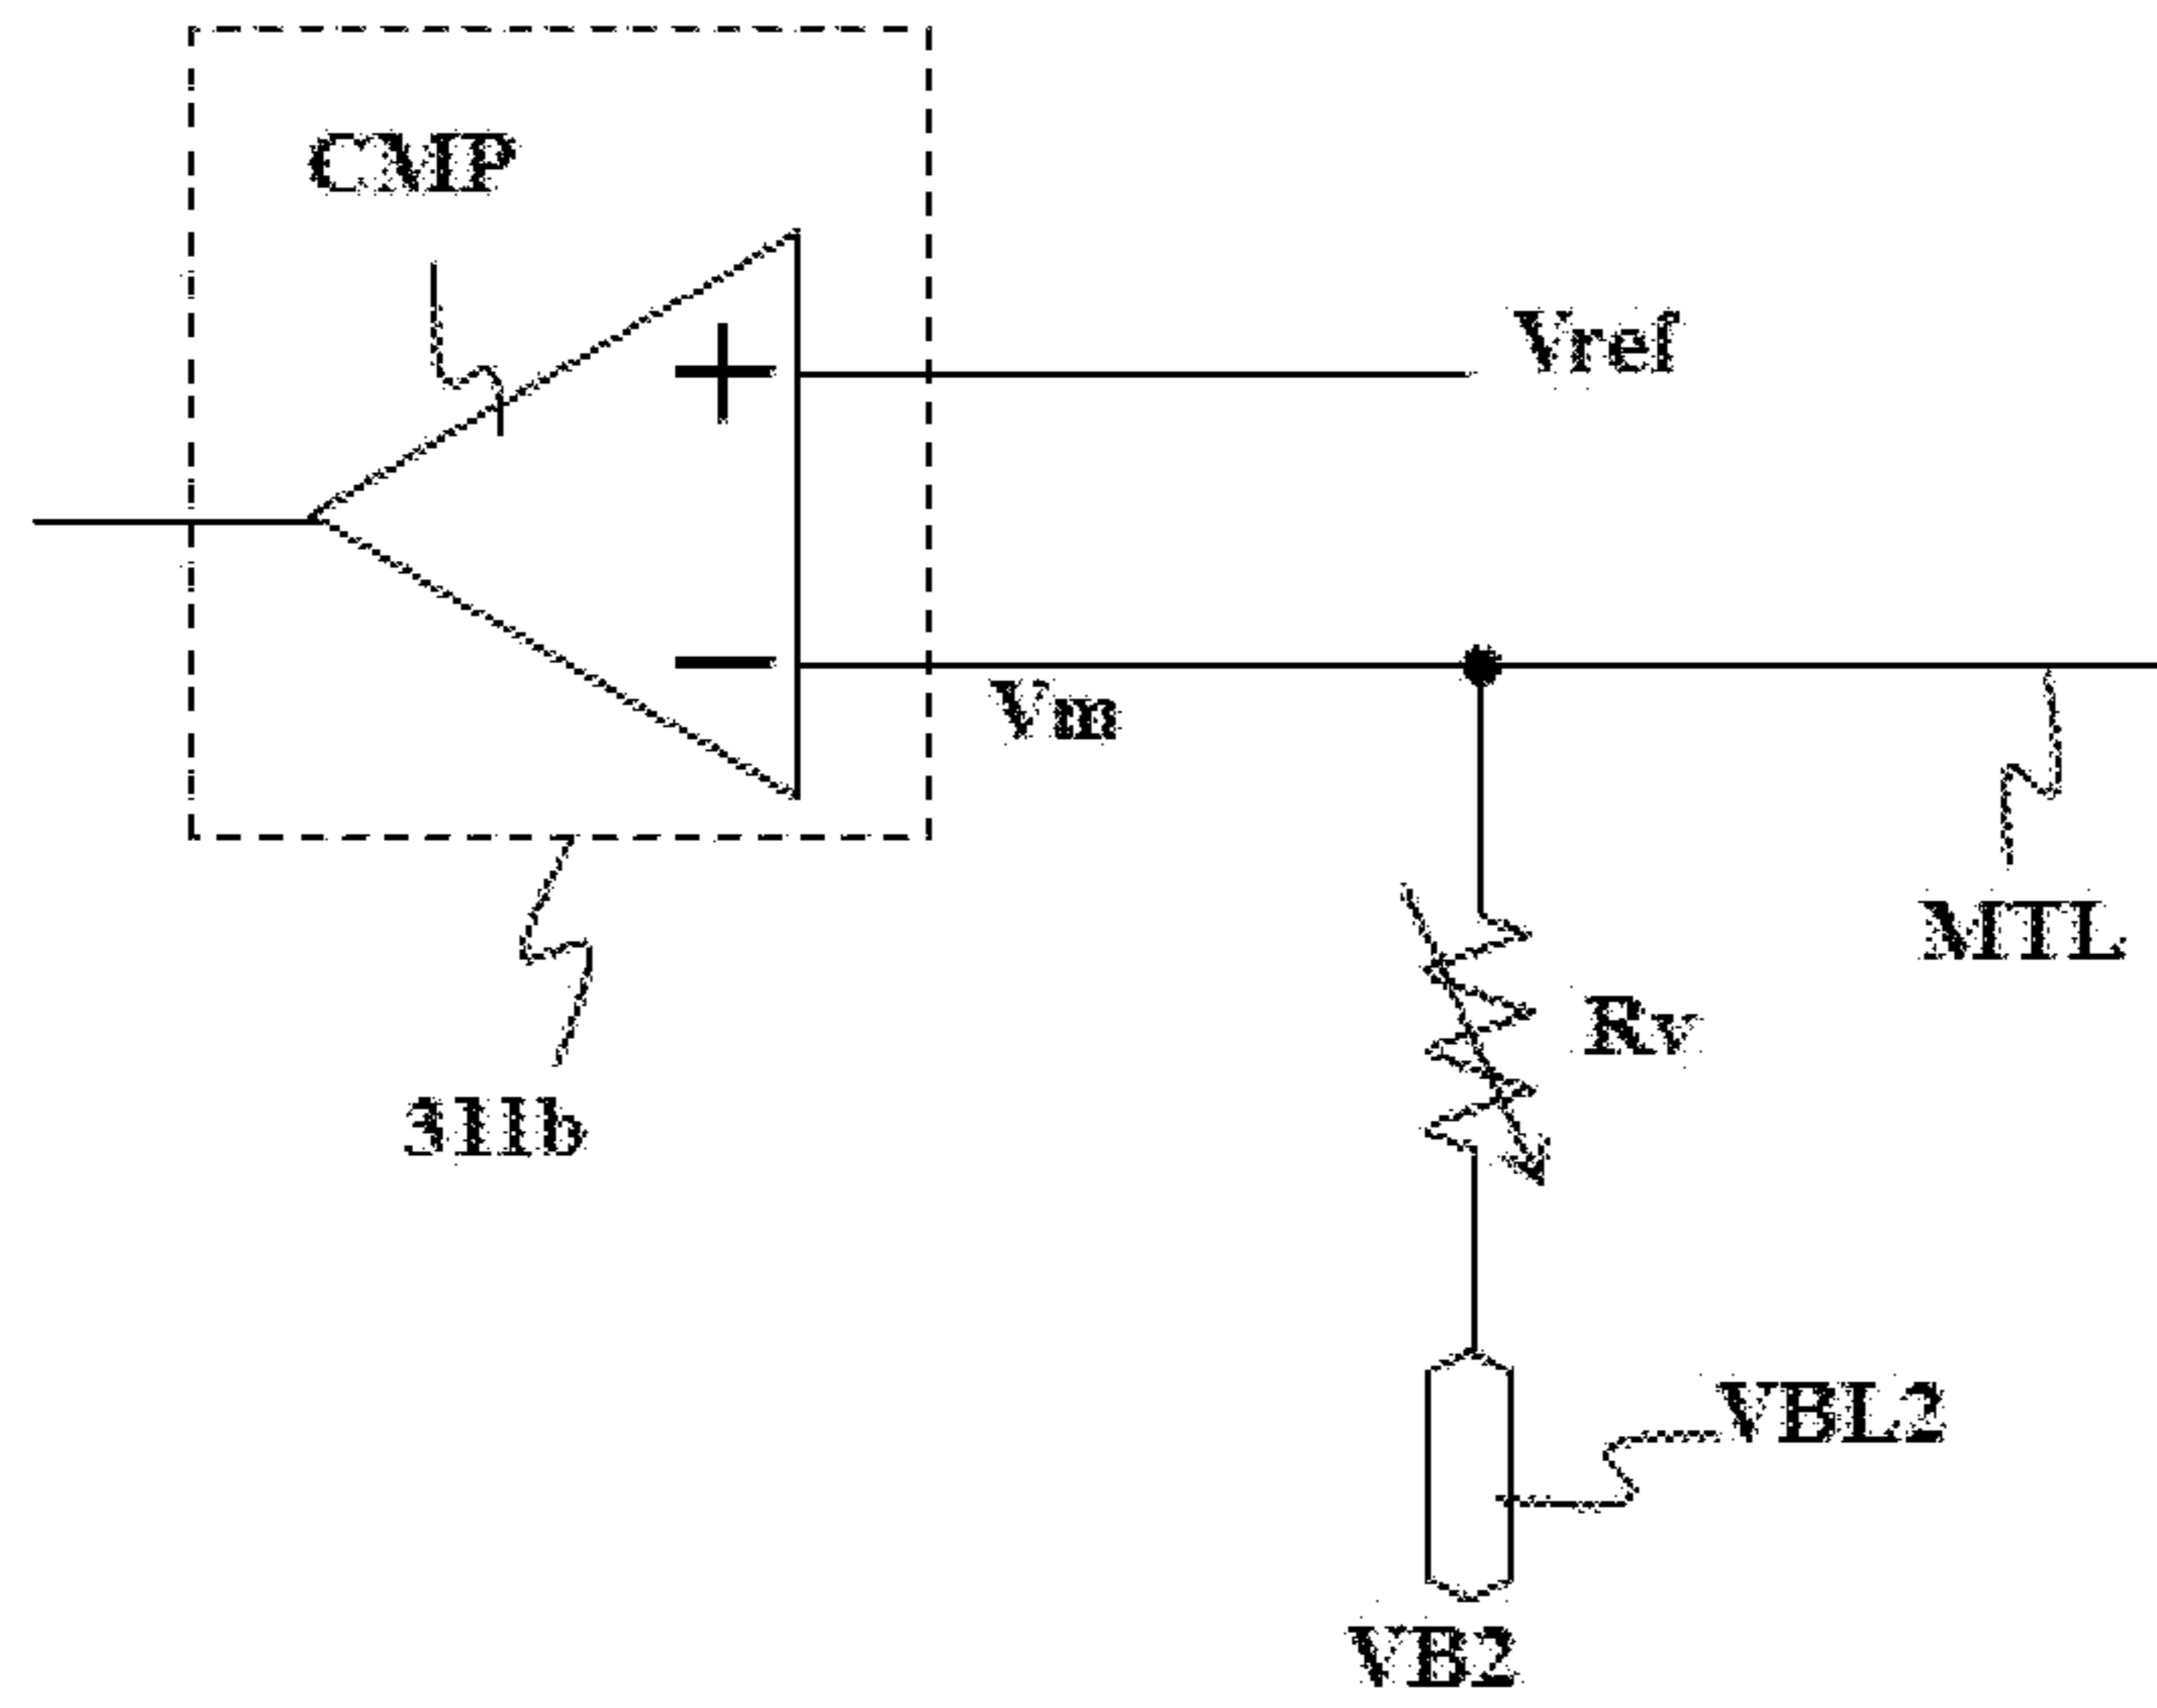 CMP
Vref
Vm
MTL
Rv
311b
VBL2
VB2